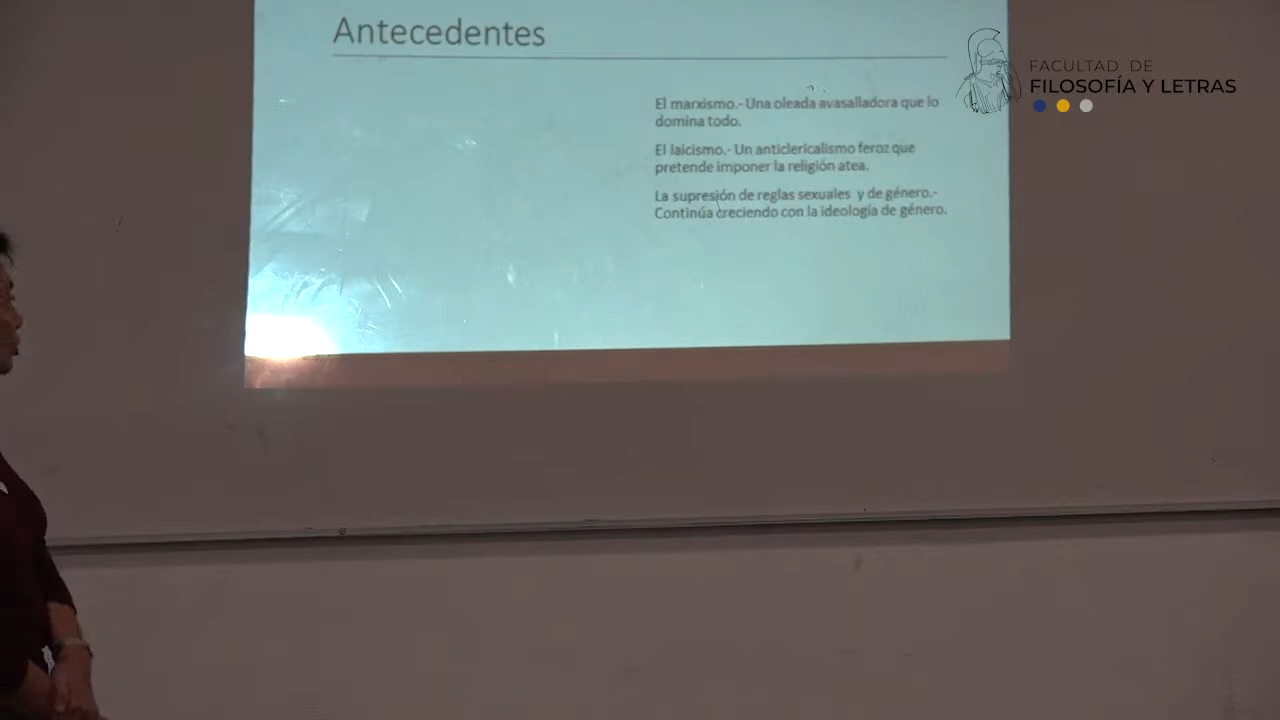 Antecedentes
El marxismo.- Una oleada avasalladora que lo
domina todo.
El laicismo.- Un anticlericalismo feroz que
pretende imponer la religión atea.
La supresión de reglas sexuales y de género.-
Continúa creciendo con la ideología de género.
FACULTAD DE
FILOSOFÍA Y LETRAS